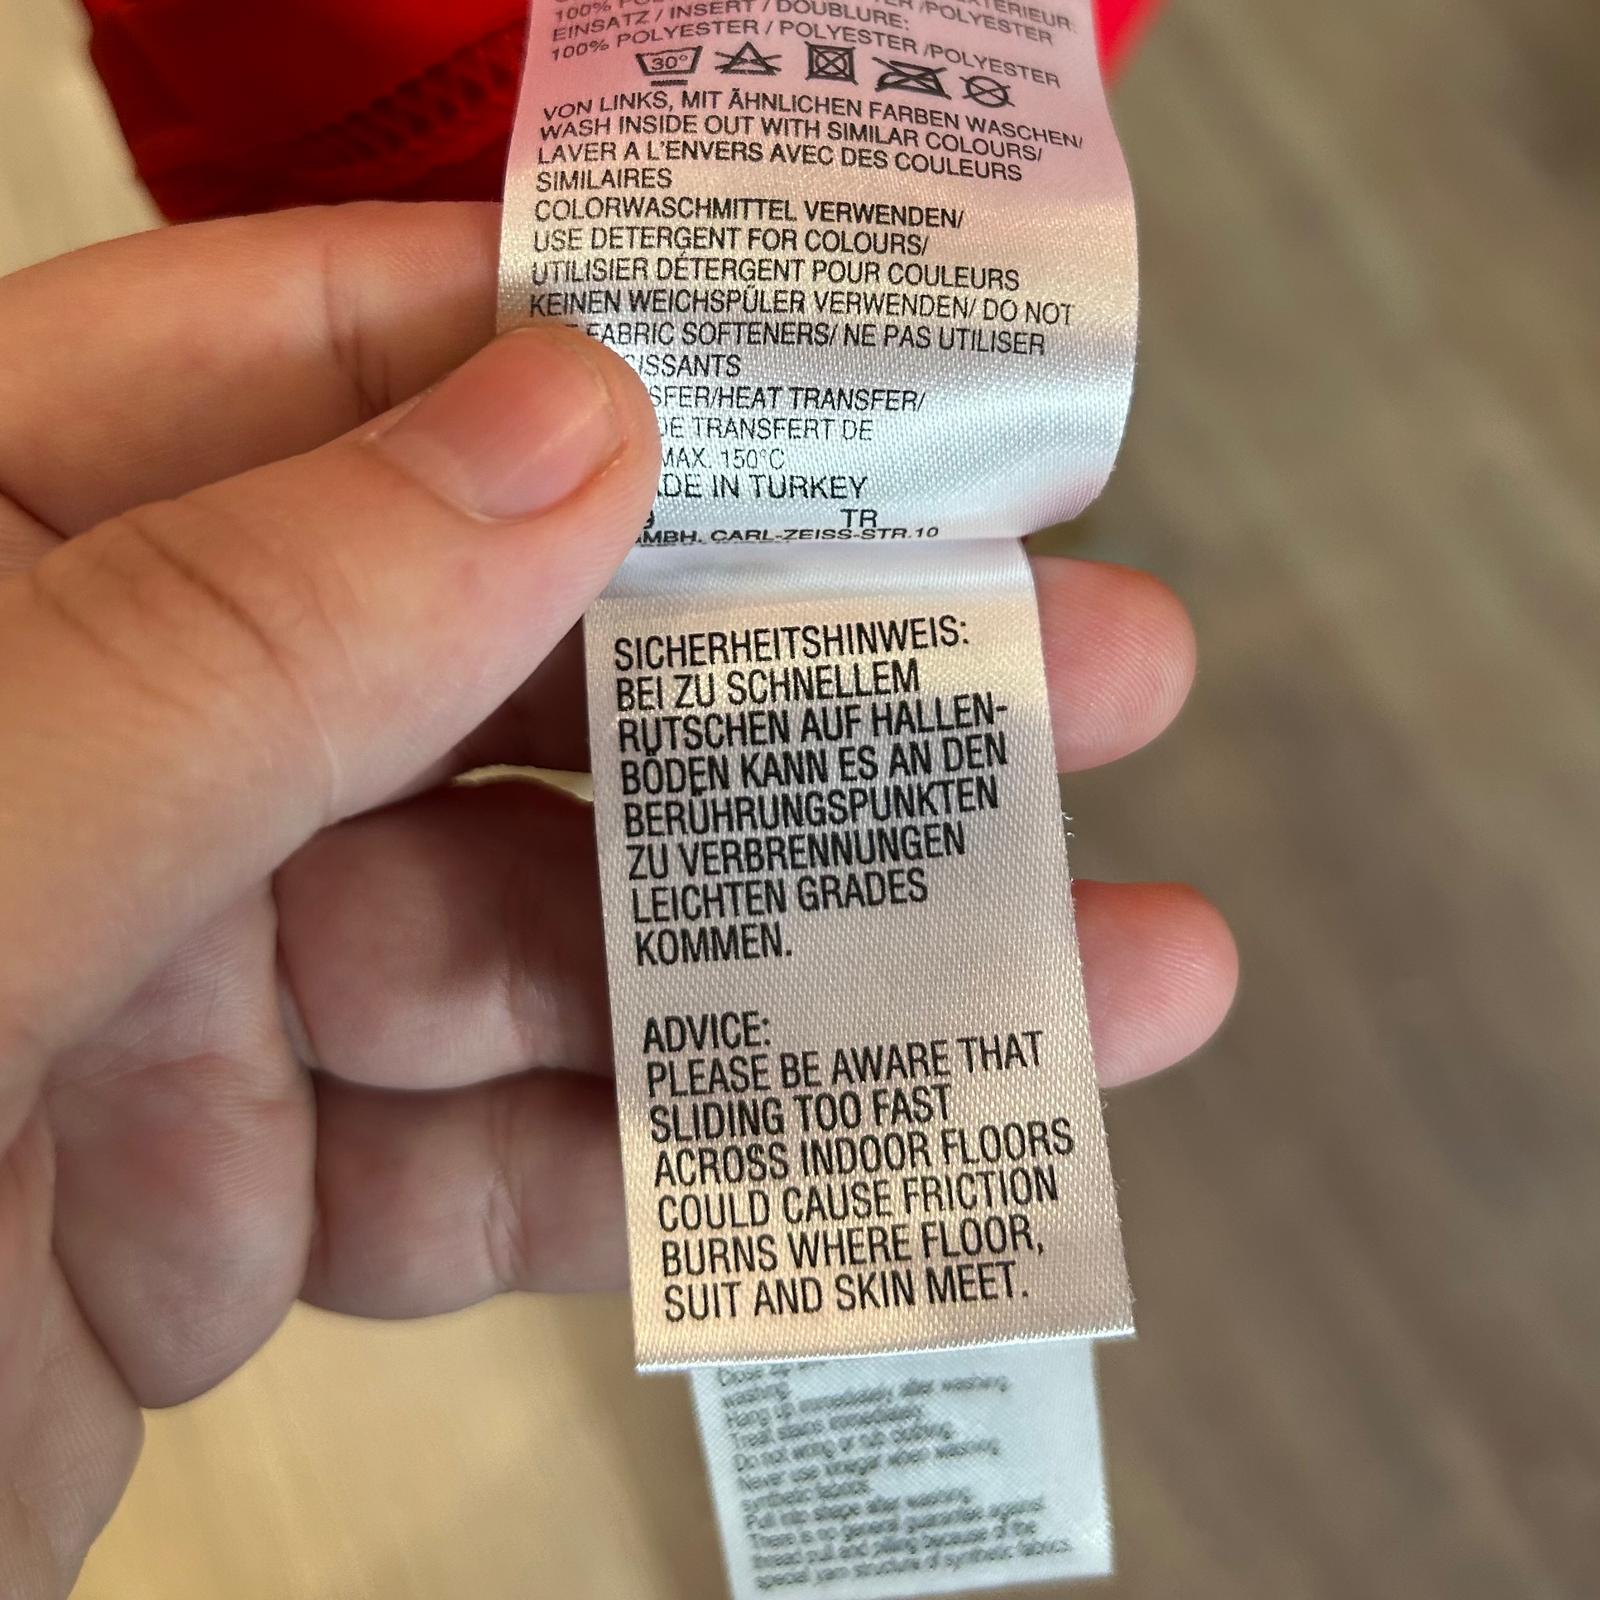 100% POLYESTER
EINSATZ / INSERT / DOUBLURE:
100% POLYESTER / POLYESTER /POLYESTER
30°
VON LINKS, MIT ÄHNLICHEN FARBEN WASCHEN/
WASH INSIDE OUT WITH SIMILAR COLOURS/
LAVER A L'ENVERS AVEC DES COULEURS
SIMILAIRES
COLORWASCHMITTEL VERWENDEN/
USE DETERGENT FOR COLOURS/
UTILISIER DÉTERGENT POUR COULEURS
KEINEN WEICHSPÜLER VERWENDEN/ DO NOT
FABRIC SOFTENERS/ NE PAS UTILISER
ISSANTS
SFER/HEAT TRANSFER/
DE TRANSFERT DE
MAX. 150°C
ADE IN TURKEY
9 TR
GMBH, CARL-ZEISS-STR.10
SICHERHEITSHINWEIS:
BEI ZU SCHNELLEM
RUTSCHEN AUF HALLEN-
BÖDEN KANN ES AN DEN
BERÜHRUNGSPUNKTEN
ZU VERBRENNUNGEN
LEICHTEN GRADES
KOMMEN.
ADVICE:
PLEASE BE AWARE THAT
SLIDING TOO FAST
ACROSS INDOOR FLOORS
COULD CAUSE FRICTION
BURNS WHERE FLOOR,
SUIT AND SKIN MEET.
washing.
Hang up immediately after washing.
Treat stains immediately.
Do not wring or rub clothing.
Never use vinegar when washing
synthetic fabrics.
Pull into shape after washing.
There is no general guarantee against
thread pull and pilling because of the
special yarn structure of synthetic fabrics.